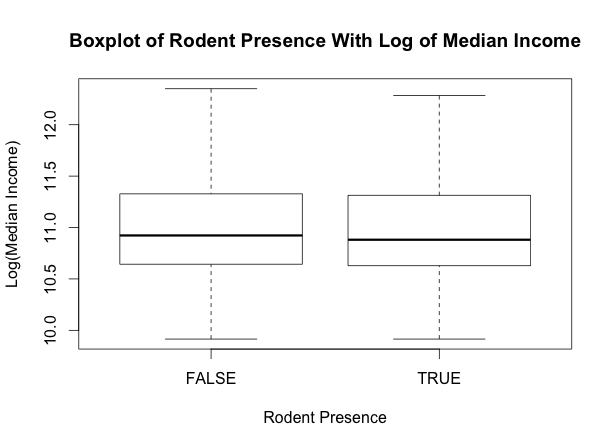 Boxplot of Rodent Presence With Log of Median Income
Log(Median Income)
12.0
11.5
11.0
10.5
10.0
FALSE TRUE
Rodent Presence